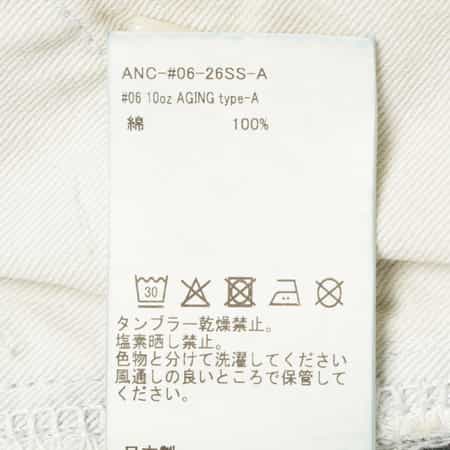 ANC-#06-26SS-A
#06 10oz AGING type-A
綿 100%
30
タンブラー乾燥禁止。
塩素晒し禁止。
色物と分けて洗濯してください
風通しの良いところで保管して
ください。
日本製